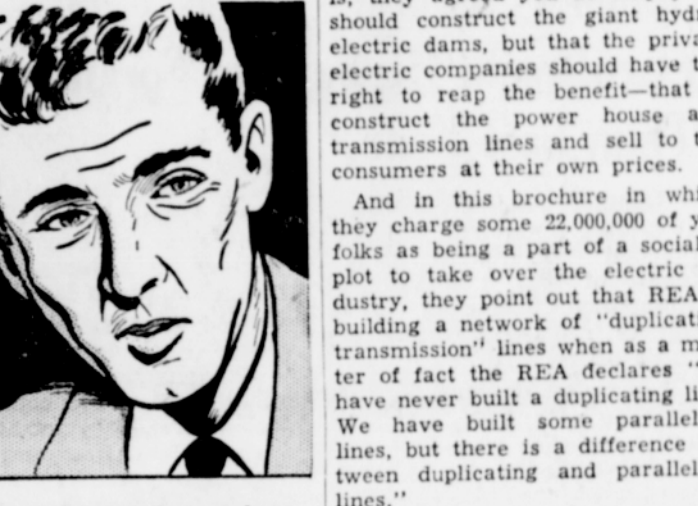 should construct the giant hyd
electric dams, but that the priva
electric companies should have t
right to reap the benefit—that
construct the power house a
transmission lines and sell to t
consumers at their own prices.
And in this brochure in whi
they charge some 22,000,000 of y
folks as being a part of a social
plot to take over the electric
dustry, they point out that REA
building a network of "duplicati
transmission" lines when as a m
ter of fact the REA declares "
have never built a duplicating li
We have built some parallel
lines, but there is a difference
tween duplicating and parallel
lines."